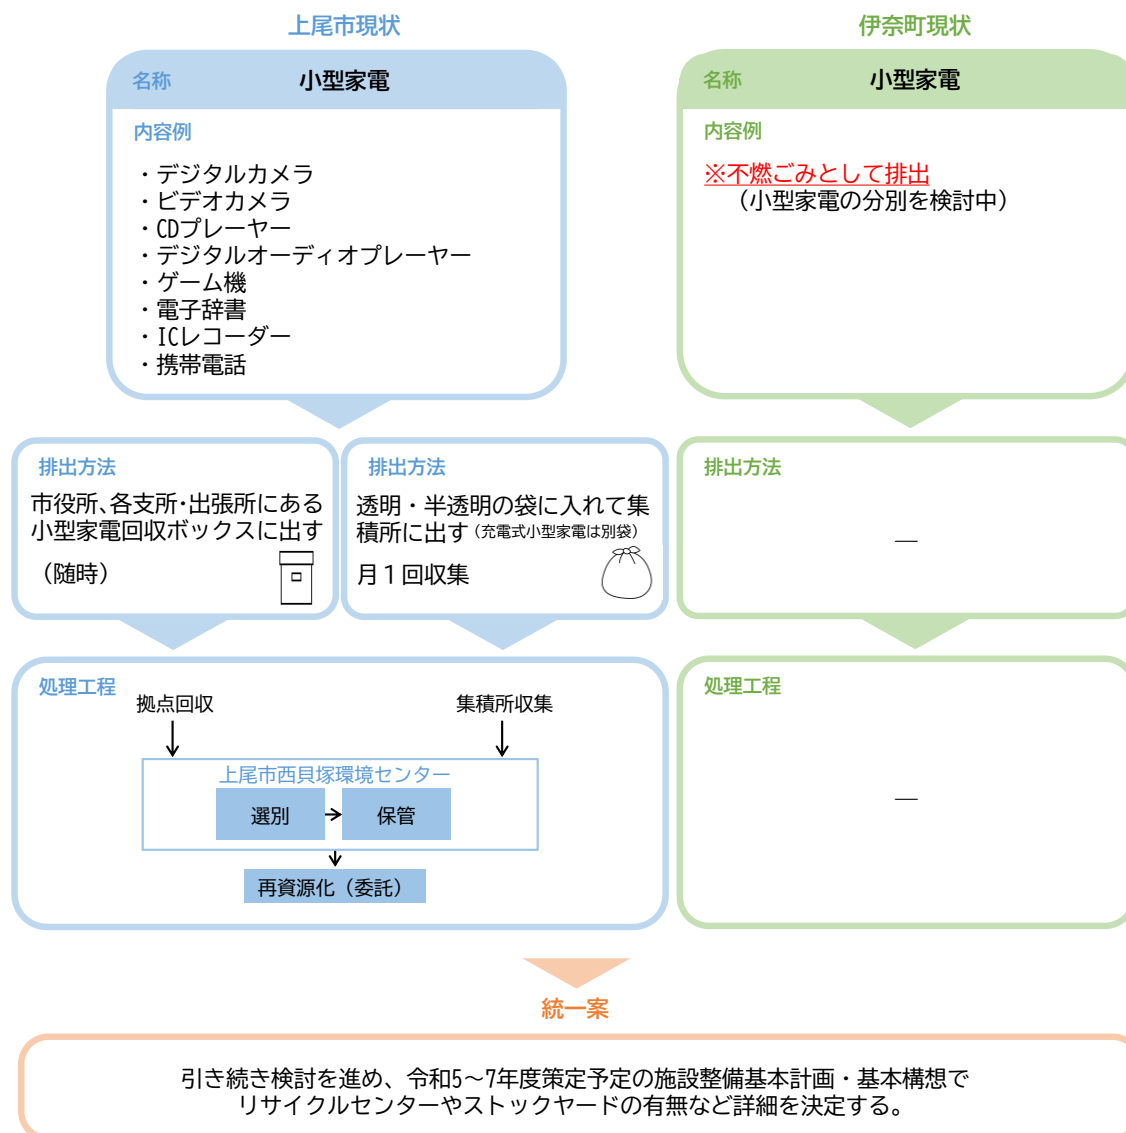 上尾市現状
名称 小型家電
内容例
・デジタルカメラ
・ビデオカメラ
・CDプレーヤー
・デジタルオーディオプレーヤー
・ゲーム機
・電子辞書
・ICレコーダー
・携帯電話
排出方法
市役所、各支所・出張所にある
小型家電回収ボックスに出す
（随時）
排出方法
透明・半透明の袋に入れて集
積所に出す（充電式小型家電は別袋）
月１回収集
処理工程
拠点回収
集積所収集
上尾市西貝塚環境センター
選別
保管
再資源化（委託）
伊奈町現状
名称 小型家電
内容例
※不燃ごみとして排出
（小型家電の分別を検討中）
排出方法
―
処理工程
―
統一案
引き続き検討を進め、令和5～7年度策定予定の施設整備基本計画・基本構想で
リサイクルセンターやストックヤードの有無など詳細を決定する。